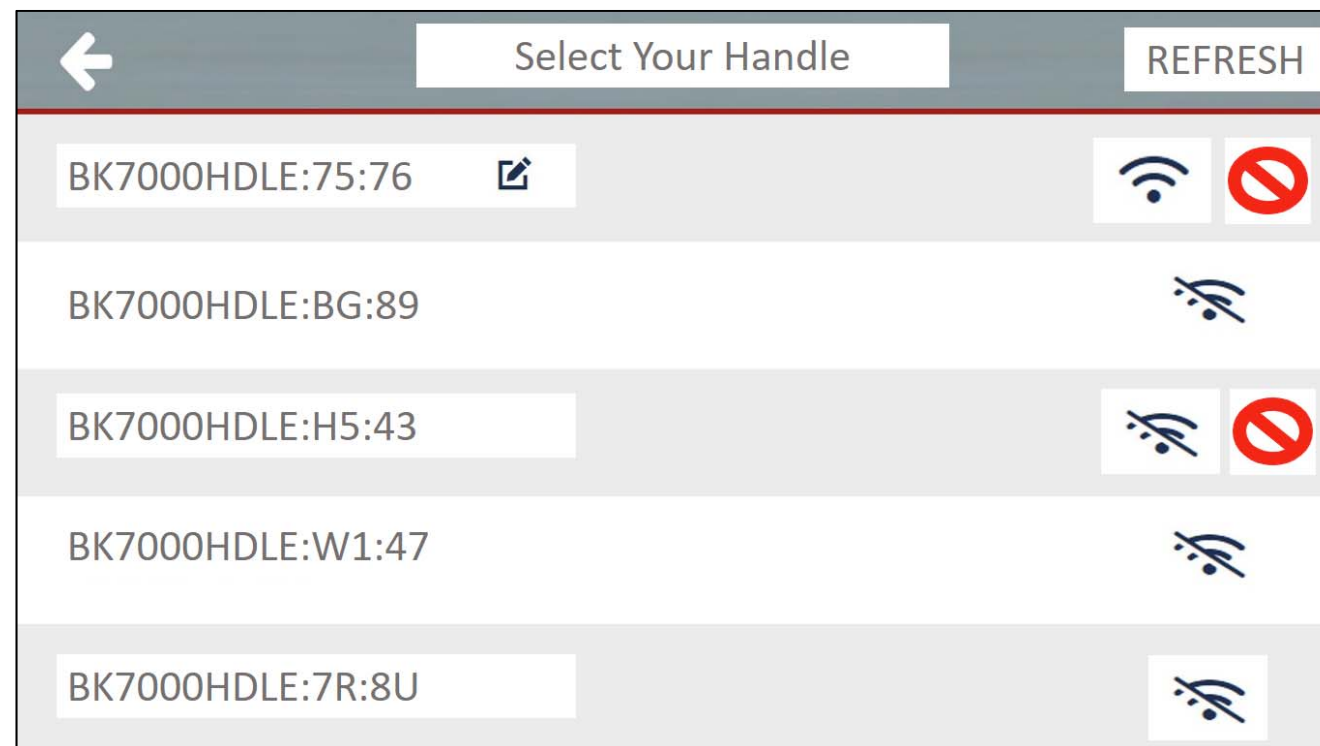 Select Your Handle
REFRESH
BK7000HDLE:75:76
BK7000HDLE:BG:89
BK7000HDLE:H5:43
BK7000HDLE:W1:47
BK7000HDLE:7R:8U